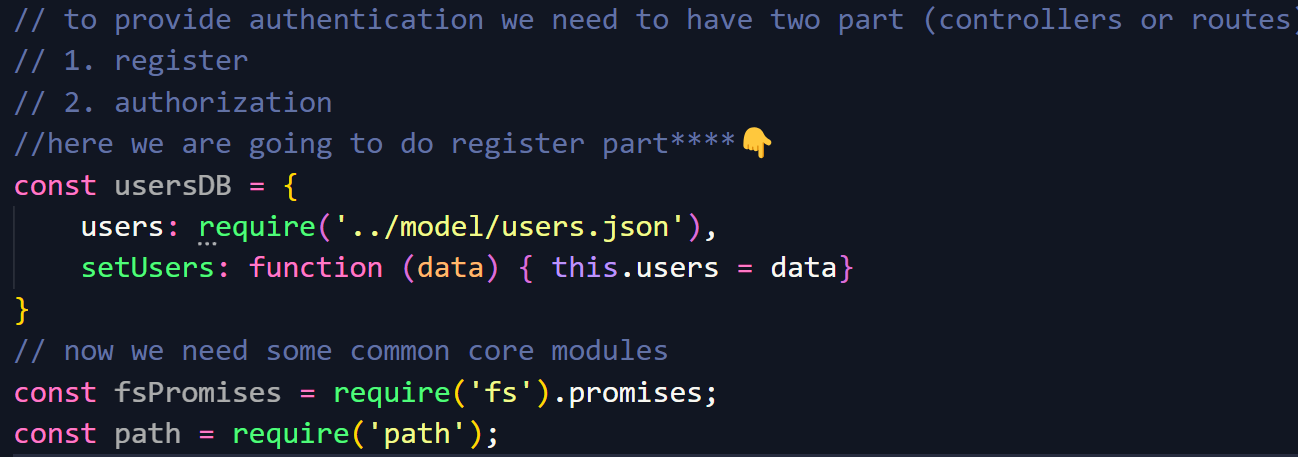 // to provide authentication we need to have two part (controllers or routes)
// 1. register
// 2. authorization
//here we are going to do register part****👇
const usersDB = {
    users: require('../model/users.json'),
    setUsers: function (data) { this.users = data}
}
// now we need some common core modules
const fsPromises = require('fs').promises;
const path = require('path');